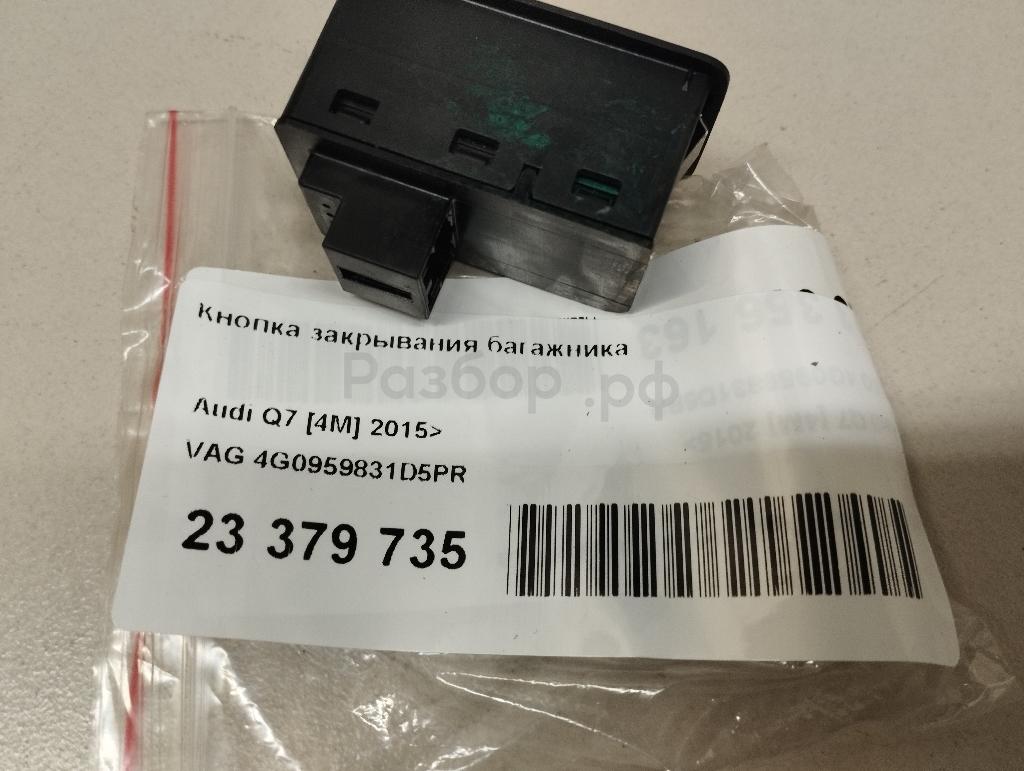 Кнопка закрывания багажника
Разбор.рф
Audi Q7 [4M] 2015>
VAG 4G0959831D5PR
23 379 735